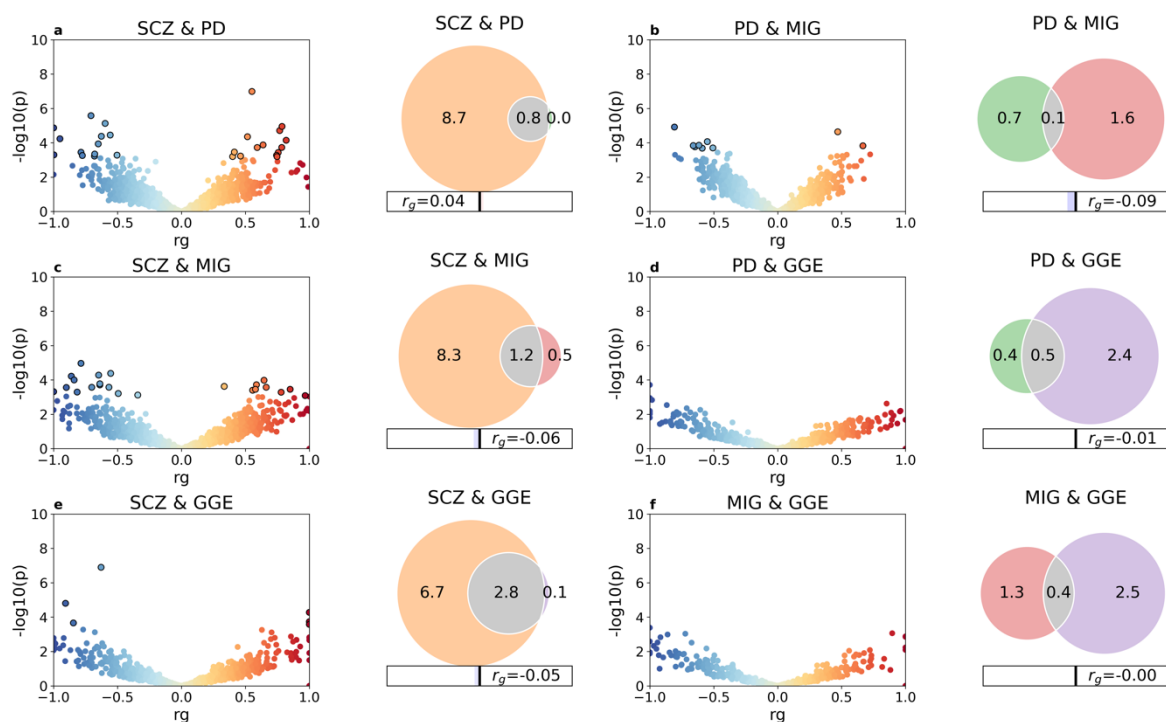 a SCZ & PD
10
8
6
4
2
0
-log10(p)
−1.0 −0.5 0.0 0.5 1.0
rg
SCZ & PD
8.7 0.8 0.0
rg=0.04
b PD & MIG
10
8
6
4
2
0
-log10(p)
−1.0 −0.5 0.0 0.5 1.0
rg
PD & MIG
0.7 0.1 1.6
rg=-0.09
c SCZ & MIG
10
8
6
4
2
0
-log10(p)
−1.0 −0.5 0.0 0.5 1.0
rg
SCZ & MIG
8.3 1.2 0.5
rg=-0.06
d PD & GGE
10
8
6
4
2
0
-log10(p)
−1.0 −0.5 0.0 0.5 1.0
rg
PD & GGE
0.4 0.5 2.4
rg=-0.01
e SCZ & GGE
10
8
6
4
2
0
-log10(p)
−1.0 −0.5 0.0 0.5 1.0
rg
SCZ & GGE
6.7 2.8 0.1
rg=-0.05
f MIG & GGE
10
8
6
4
2
0
-log10(p)
−1.0 −0.5 0.0 0.5 1.0
rg
MIG & GGE
1.3 0.4 2.5
rg=-0.00